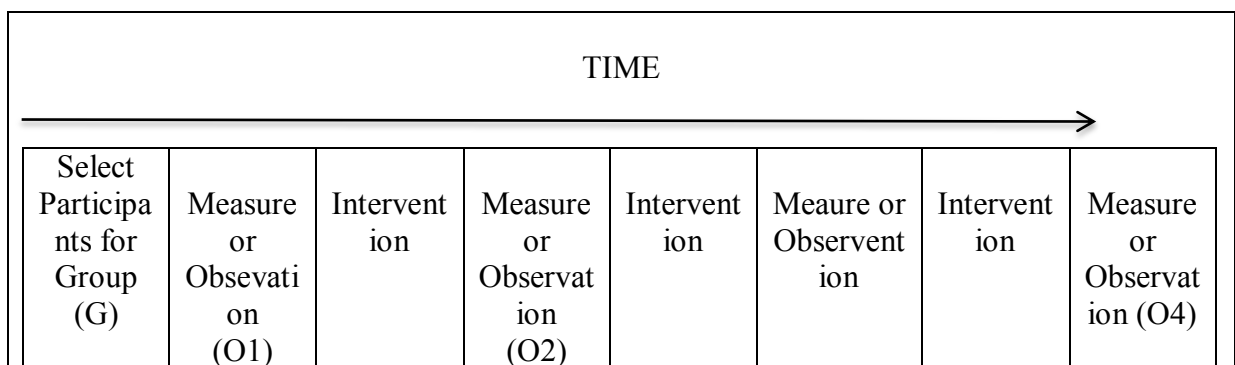 TIME
Select
Participa
nts for
Group
(G)
Measure
or
Obsevati
on
(O1)
Intervent
ion
Measure
or
Observat
ion
(O2)
Intervent
ion
Meaure or
Observent
ion
Intervent
ion
Measure
or
Observat
ion (O4)